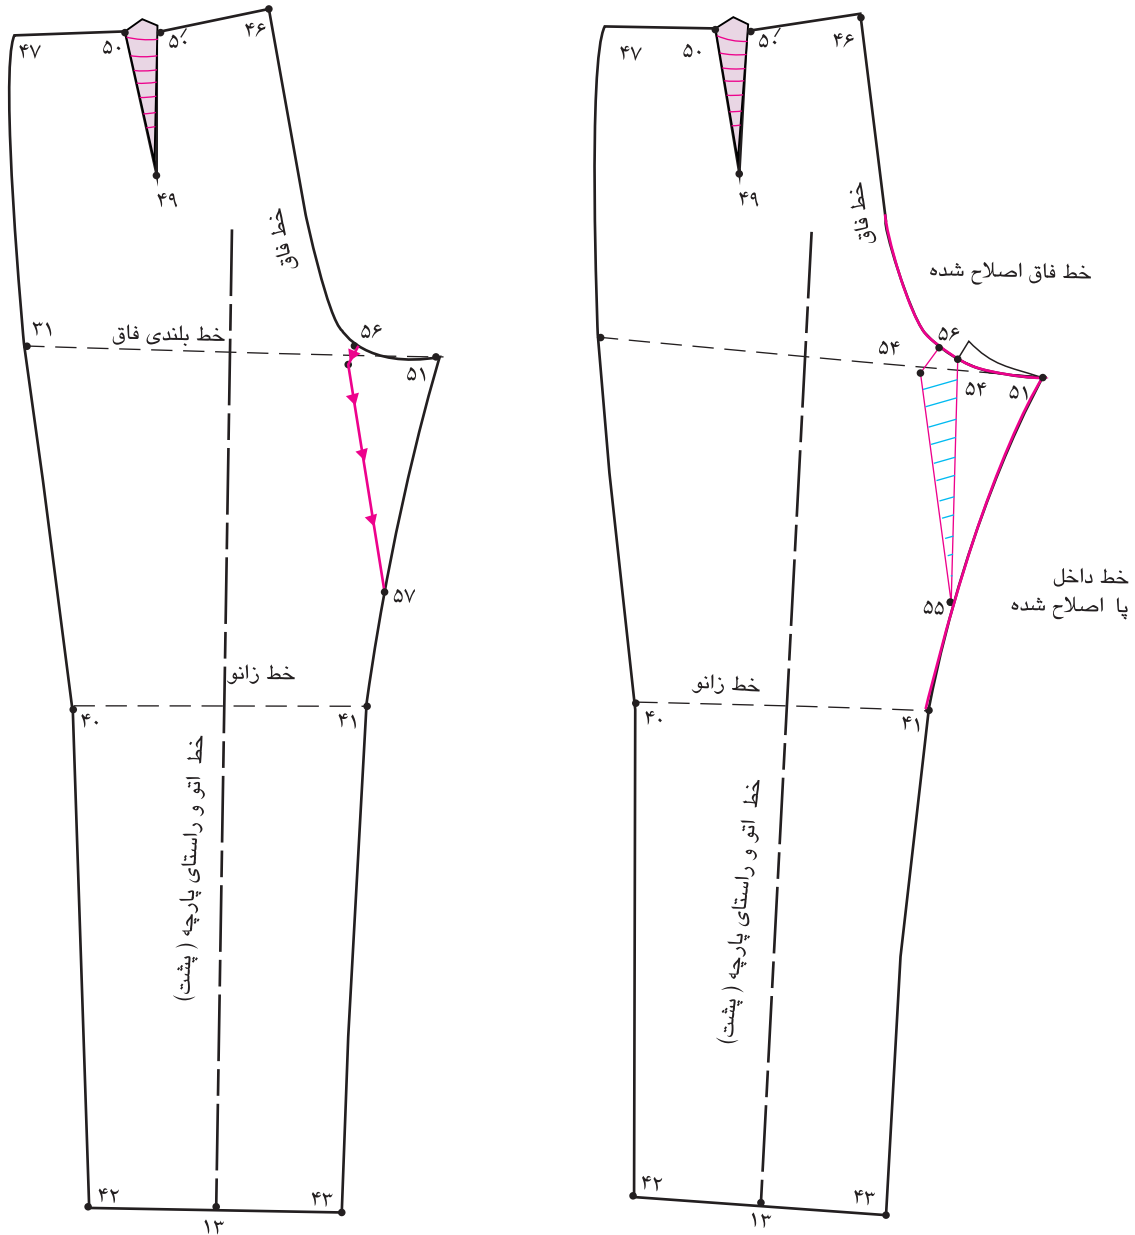 ۴۷
۵۰
۵۰′
۴۶
۴۹
خط فاق
۳۱
خط بلندی فاق
۵۶
۵۱
۵۷
خط زانو
۴۰
۴۱
خط اتو و راستای پارچه (پشت)
۴۲
۴۳
۱۳
۴۷
۵۰
۵۰′
۴۶
۴۹
خط فاق
خط فاق اصلاح شده
۵۶
۵۴
۵۴
۵۱
خط داخل
پا اصلاح شده
۵۵
خط زانو
۴۰
۴۱
خط اتو و راستای پارچه (پشت)
۴۲
۴۳
۱۳